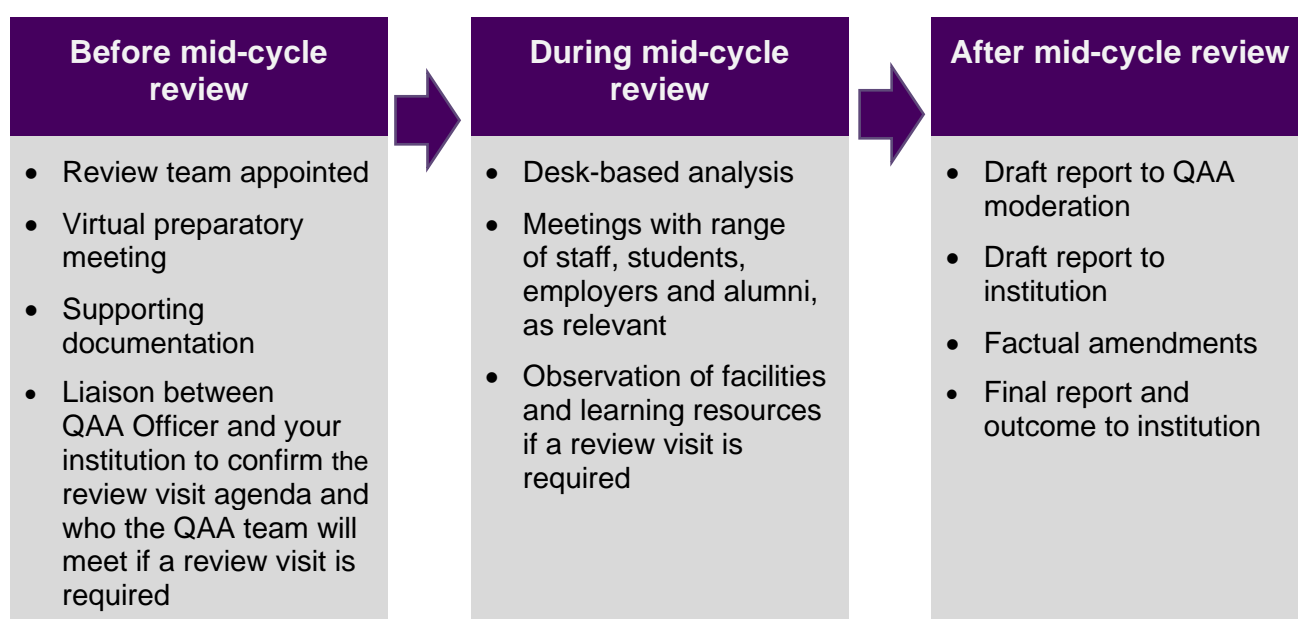 Before mid-cycle
review
• Review team appointed
• Virtual preparatory
meeting
• Supporting
documentation
• Liaison between
QAA Officer and your
institution to confirm the
review visit agenda and
who the QAA team will
meet if a review visit is
required
During mid-cycle
review
• Desk-based analysis
• Meetings with range
of staff, students,
employers and alumni,
as relevant
• Observation of facilities
and learning resources
if a review visit is
required
After mid-cycle review
• Draft report to QAA
moderation
• Draft report to
institution
• Factual amendments
• Final report and
outcome to institution